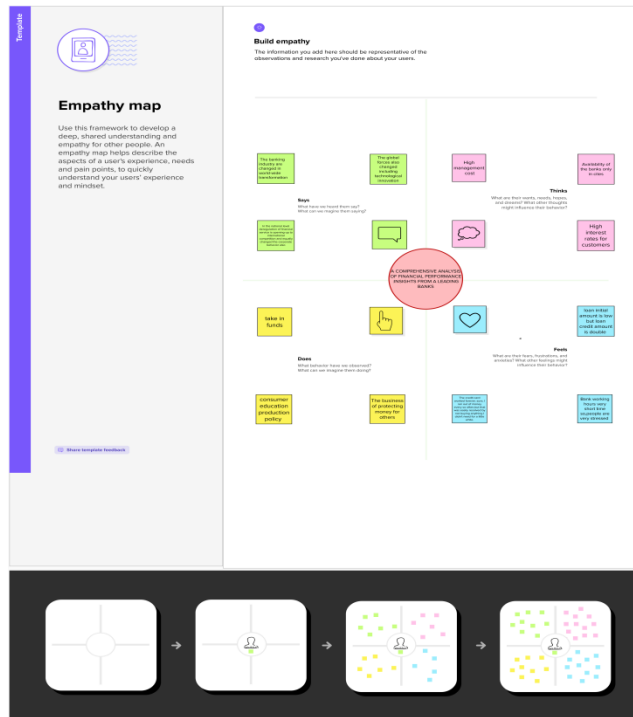 Template
Empathy map
Use this framework to develop a
deep, shared understanding and
empathy for other people. An
empathy map helps describe the
aspects of a user's experience, needs
and pain points, to quickly
understand your users' experience
and mindset.
Share template feedback
Build empathy
The information you add here should be representative of the
observations and research you've done about your users.
The banking
industry are
changed in
world wide
transformation
The global
forces also
changed
including
technological
innovation
High
management
cost
Availability of
the banks only
in cities
Says
What have we heard them say?
What can we imagine them saying?
Thinks
What are their wants, needs, hopes,
and dreams? What other thoughts
might influence their behavior?
High
interest
rates for
customers
A COMPREHENSIVE ANALYSIS
OF FINANCIAL PERFORMANCE
INSIGHTS FROM A LEADING
BANKS.
take in
funds
loan initial
amount is low
but loan
credit amount
is double
Does
What behavior have we observed?
What can we imagine them doing?
Feels
What are their fears, frustrations, and
anxieties? What other feelings might
influence their behavior?
consumer
education
production
policy.
The business
of protecting
money for
others
Bank working
hours very
short time
so,people are
very stressed